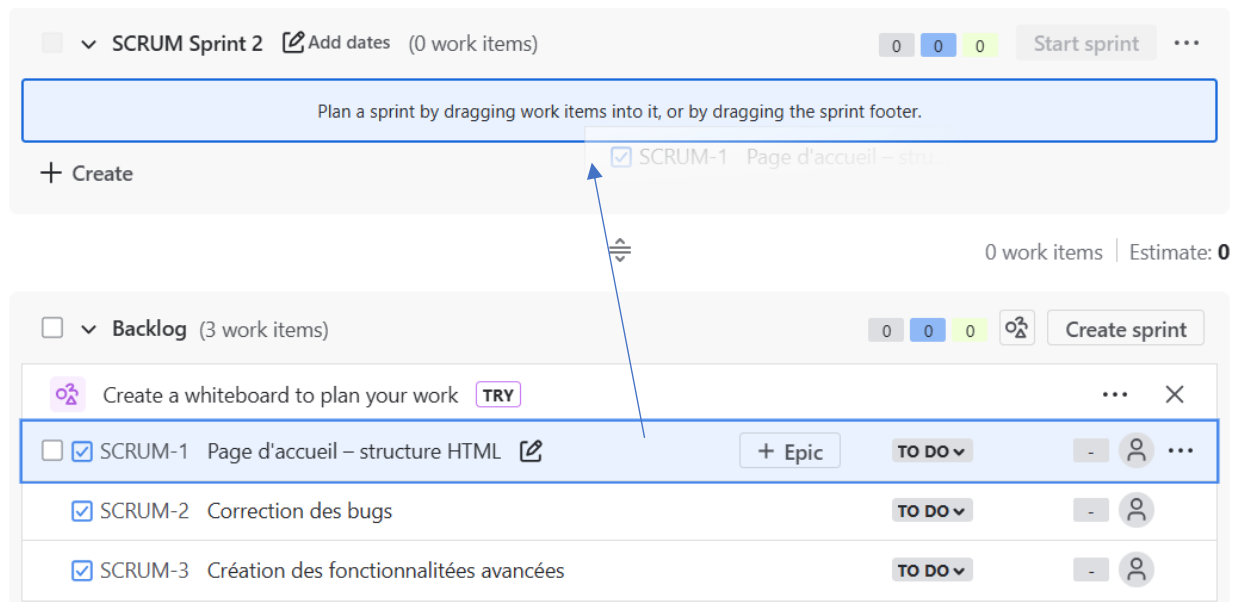 SCRUM Sprint 2 Add dates (0 work items) 0 0 0 Start sprint
Plan a sprint by dragging work items into it, or by dragging the sprint footer.
SCRUM-1 Page d'accueil – stru...
+ Create
0 work items Estimate: 0
Backlog (3 work items) 0 0 0 Create sprint
Create a whiteboard to plan your work TRY
SCRUM-1 Page d'accueil – structure HTML + Epic TO DO -
SCRUM-2 Correction des bugs TO DO -
SCRUM-3 Création des fonctionnalitées avancées TO DO -